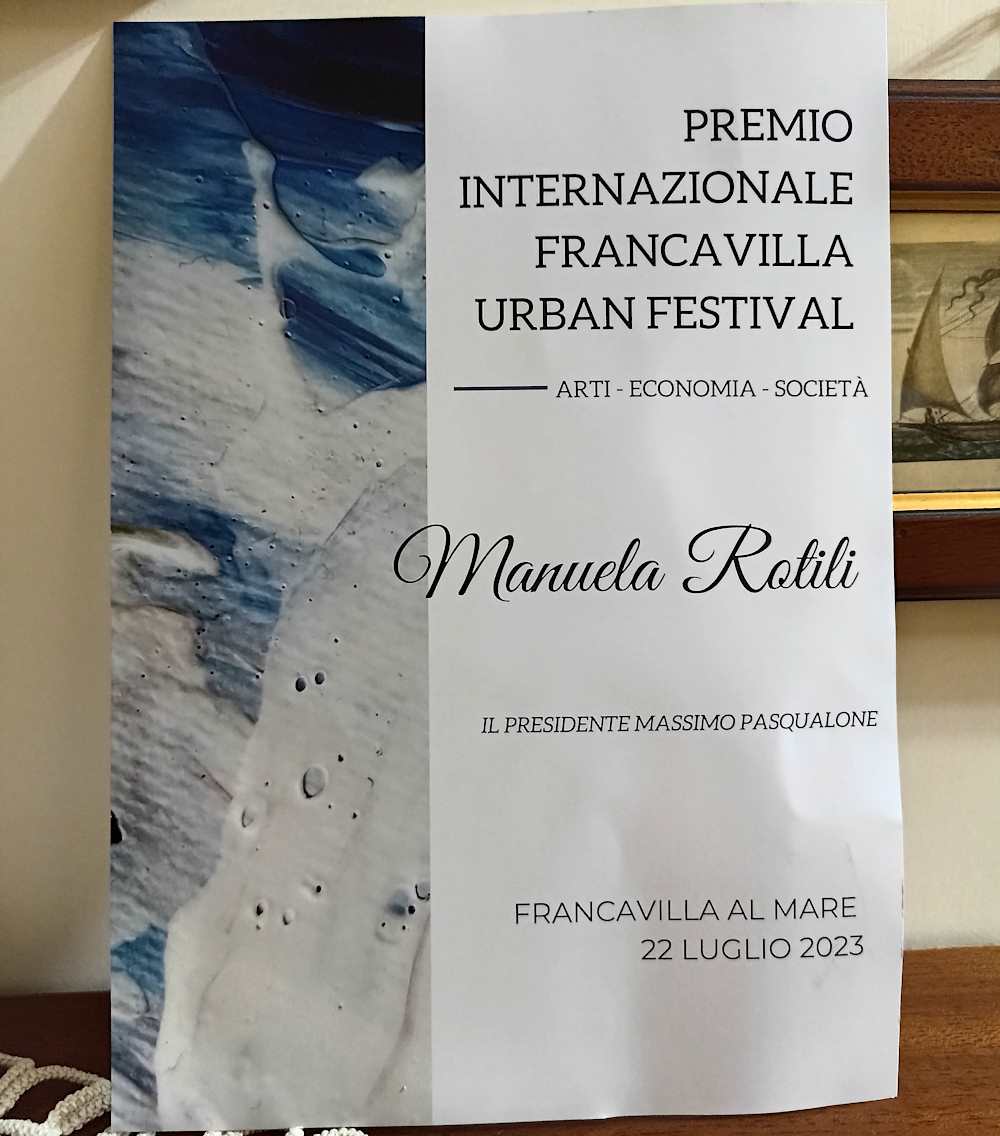 PREMIO
INTERNAZIONALE
FRANCAVILLA
URBAN FESTIVAL
ARTI - ECONOMIA - SOCIETÀ
Manuela Rotili
IL PRESIDENTE MASSIMO PASQUALONE
FRANCAVILLA AL MARE
22 LUGLIO 2023